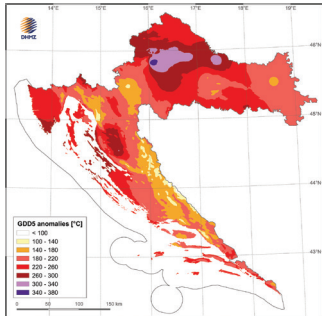 DHMZ
14°E 15°E 16°E 17°E 18°E 19°E
46°N
45°N
44°N
43°N
GDD5 anomalies [°C]
< 100
100 - 140
140 - 180
180 - 220
220 - 260
260 - 300
300 - 340
340 - 380
0 50 100 150 km